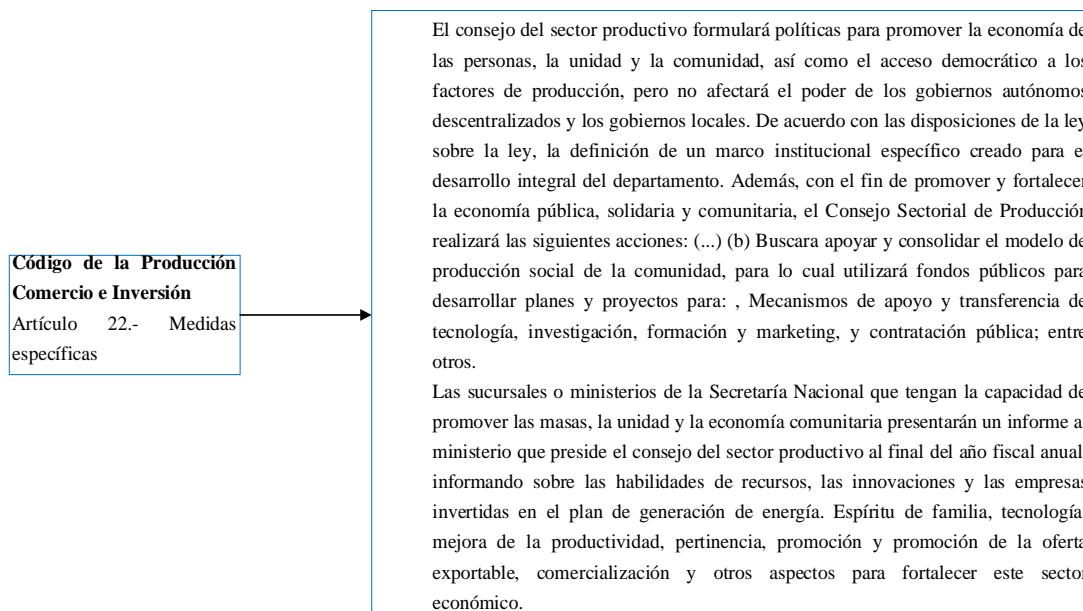 Código de la Producción
Comercio e Inversión
Artículo 22.- Medidas
específicas
El consejo del sector productivo formulará políticas para promover la economía de
las personas, la unidad y la comunidad, así como el acceso democrático a los
factores de producción, pero no afectará el poder de los gobiernos autónomos
descentralizados y los gobiernos locales. De acuerdo con las disposiciones de la ley
sobre la ley, la definición de un marco institucional específico creado para e
desarrollo integral del departamento. Además, con el fin de promover y fortalecer
la economía pública, solidaria y comunitaria, el Consejo Sectorial de Producción
realizará las siguientes acciones: (...) (b) Buscara apoyar y consolidar el modelo de
producción social de la comunidad, para lo cual utilizará fondos públicos para
desarrollar planes y proyectos para: , Mecanismos de apoyo y transferencia de
tecnología, investigación, formación y marketing, y contratación pública; entre
otros.
Las sucursales o ministerios de la Secretaría Nacional que tengan la capacidad de
promover las masas, la unidad y la economía comunitaria presentarán un informe a
ministerio que preside el consejo del sector productivo al final del año fiscal anual
informando sobre las habilidades de recursos, las innovaciones y las empresas
invertidas en el plan de generación de energía. Espíritu de familia, tecnología
mejora de la productividad, pertinencia, promoción y promoción de la oferta
exportable, comercialización y otros aspectos para fortalecer este sector
económico.